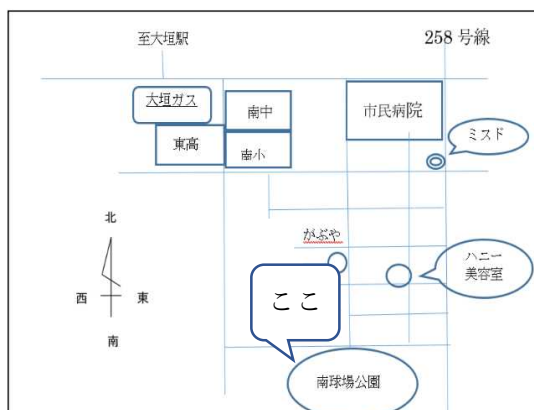 至大垣駅
258 号線
大垣ガス
南中
市民病院
ミスド
東高
南小
北
がぶや
ハニー
美容室
ここ
西
東
南
南球場公園